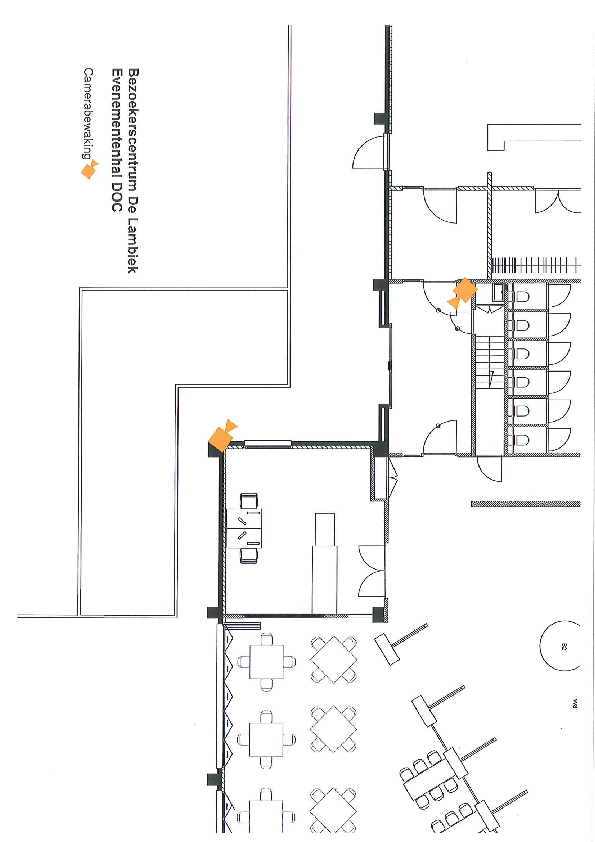 Bezoekerscentrum De Lambiek
Evenementenhal DOC
Camerabewaking